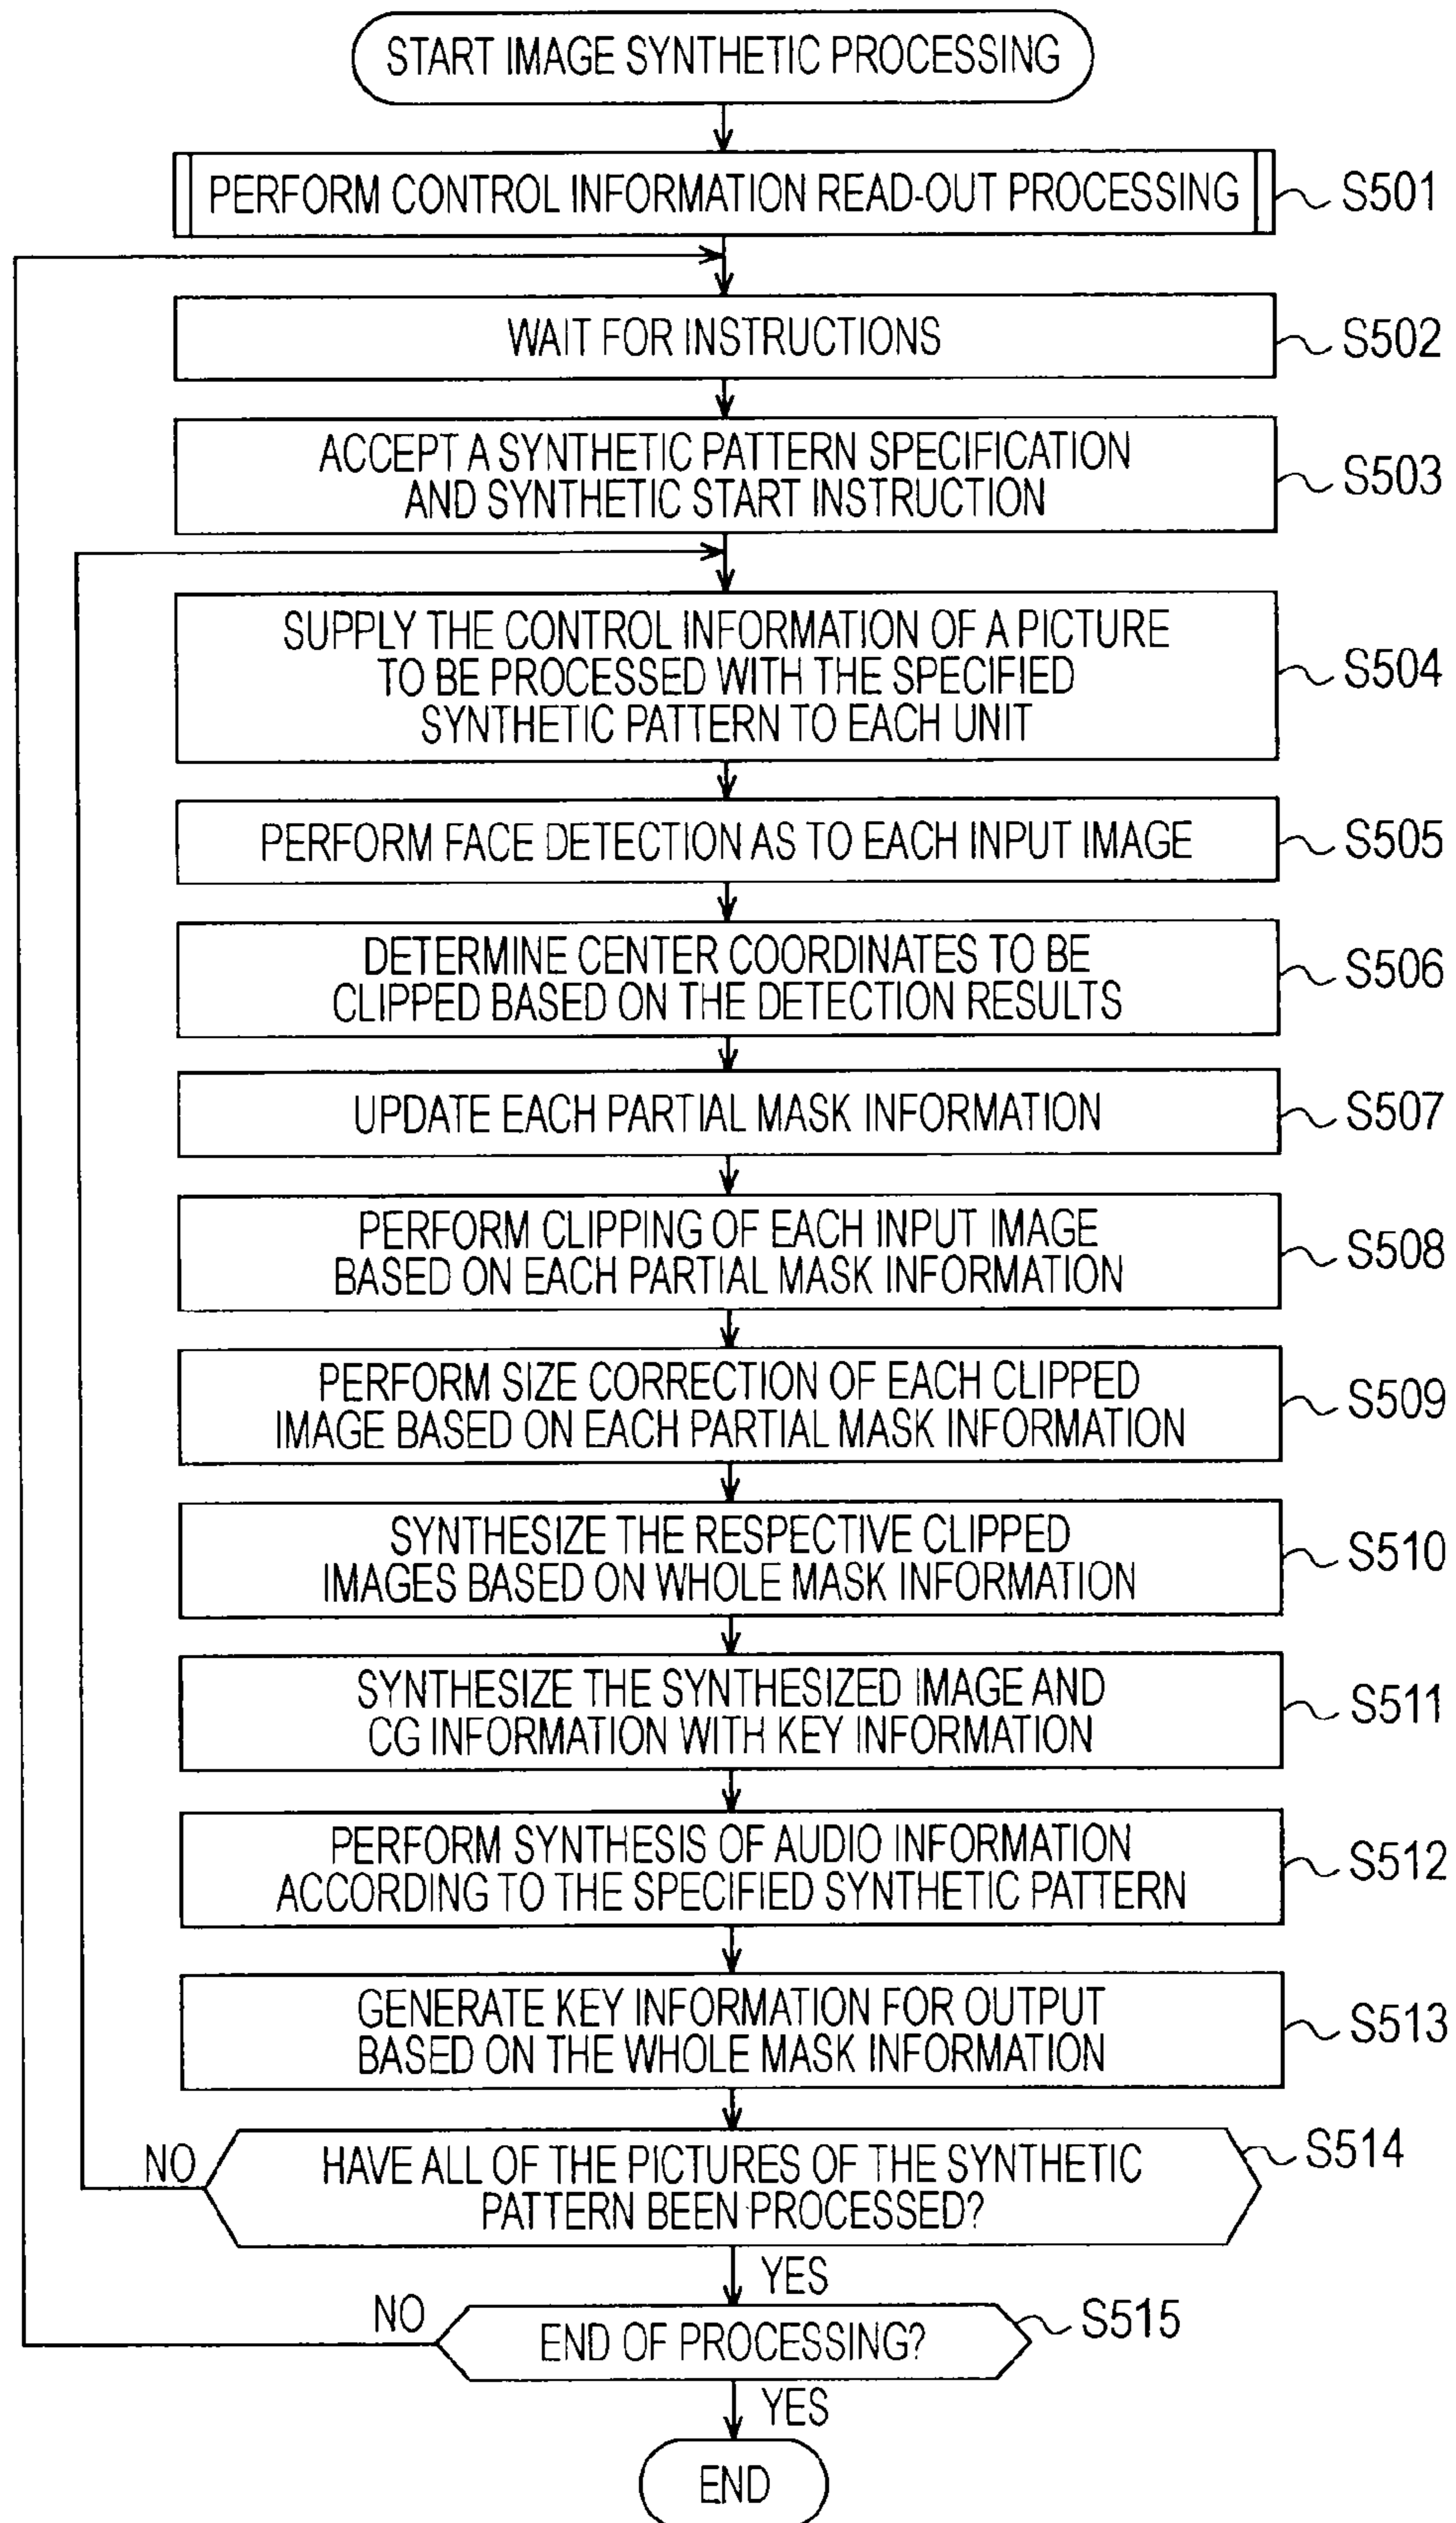 START IMAGE SYNTHETIC PROCESSING
PERFORM CONTROL INFORMATION READ-OUT PROCESSING
S501
WAIT FOR INSTRUCTIONS
S502
ACCEPT A SYNTHETIC PATTERN SPECIFICATION
AND SYNTHETIC START INSTRUCTION
S503
SUPPLY THE CONTROL INFORMATION OF A PICTURE
TO BE PROCESSED WITH THE SPECIFIED
SYNTHETIC PATTERN TO EACH UNIT
S504
PERFORM FACE DETECTION AS TO EACH INPUT IMAGE
S505
DETERMINE CENTER COORDINATES TO BE
CLIPPED BASED ON THE DETECTION RESULTS
S506
UPDATE EACH PARTIAL MASK INFORMATION
S507
PERFORM CLIPPING OF EACH INPUT IMAGE
BASED ON EACH PARTIAL MASK INFORMATION
S508
PERFORM SIZE CORRECTION OF EACH CLIPPED
IMAGE BASED ON EACH PARTIAL MASK INFORMATION
S509
SYNTHESIZE THE RESPECTIVE CLIPPED
IMAGES BASED ON WHOLE MASK INFORMATION
S510
SYNTHESIZE THE SYNTHESIZED IMAGE AND
CG INFORMATION WITH KEY INFORMATION
S511
PERFORM SYNTHESIS OF AUDIO INFORMATION
ACCORDING TO THE SPECIFIED SYNTHETIC PATTERN
S512
GENERATE KEY INFORMATION FOR OUTPUT
BASED ON THE WHOLE MASK INFORMATION
S513
NO
HAVE ALL OF THE PICTURES OF THE SYNTHETIC
PATTERN BEEN PROCESSED?
S514
YES
NO
END OF PROCESSING?
S515
YES
END